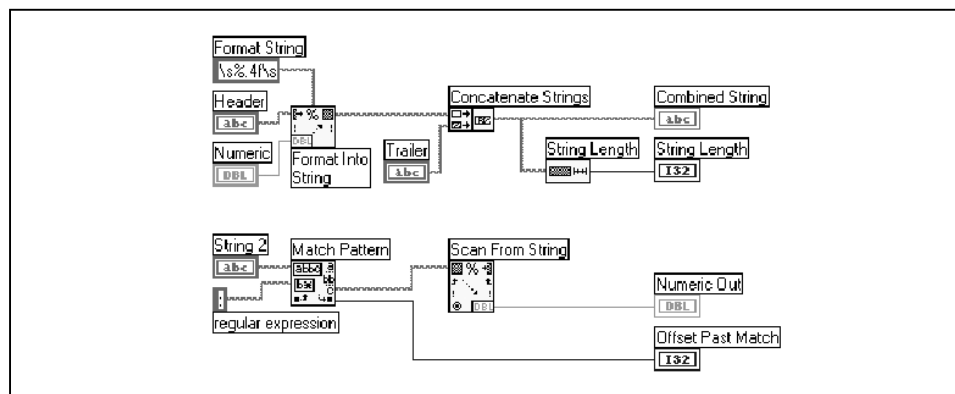 Format String
\s%.4f\s
Header
abc
Numeric
DBL
%
DBL
Format Into
String
Concatenate Strings
Trailer
abc
Combined String
abc
String Length
String Length
I32
String 2
abc
Match Pattern
:
regular expression
Scan From String
%
DBL
Numeric Out
DBL
Offset Past Match
I32